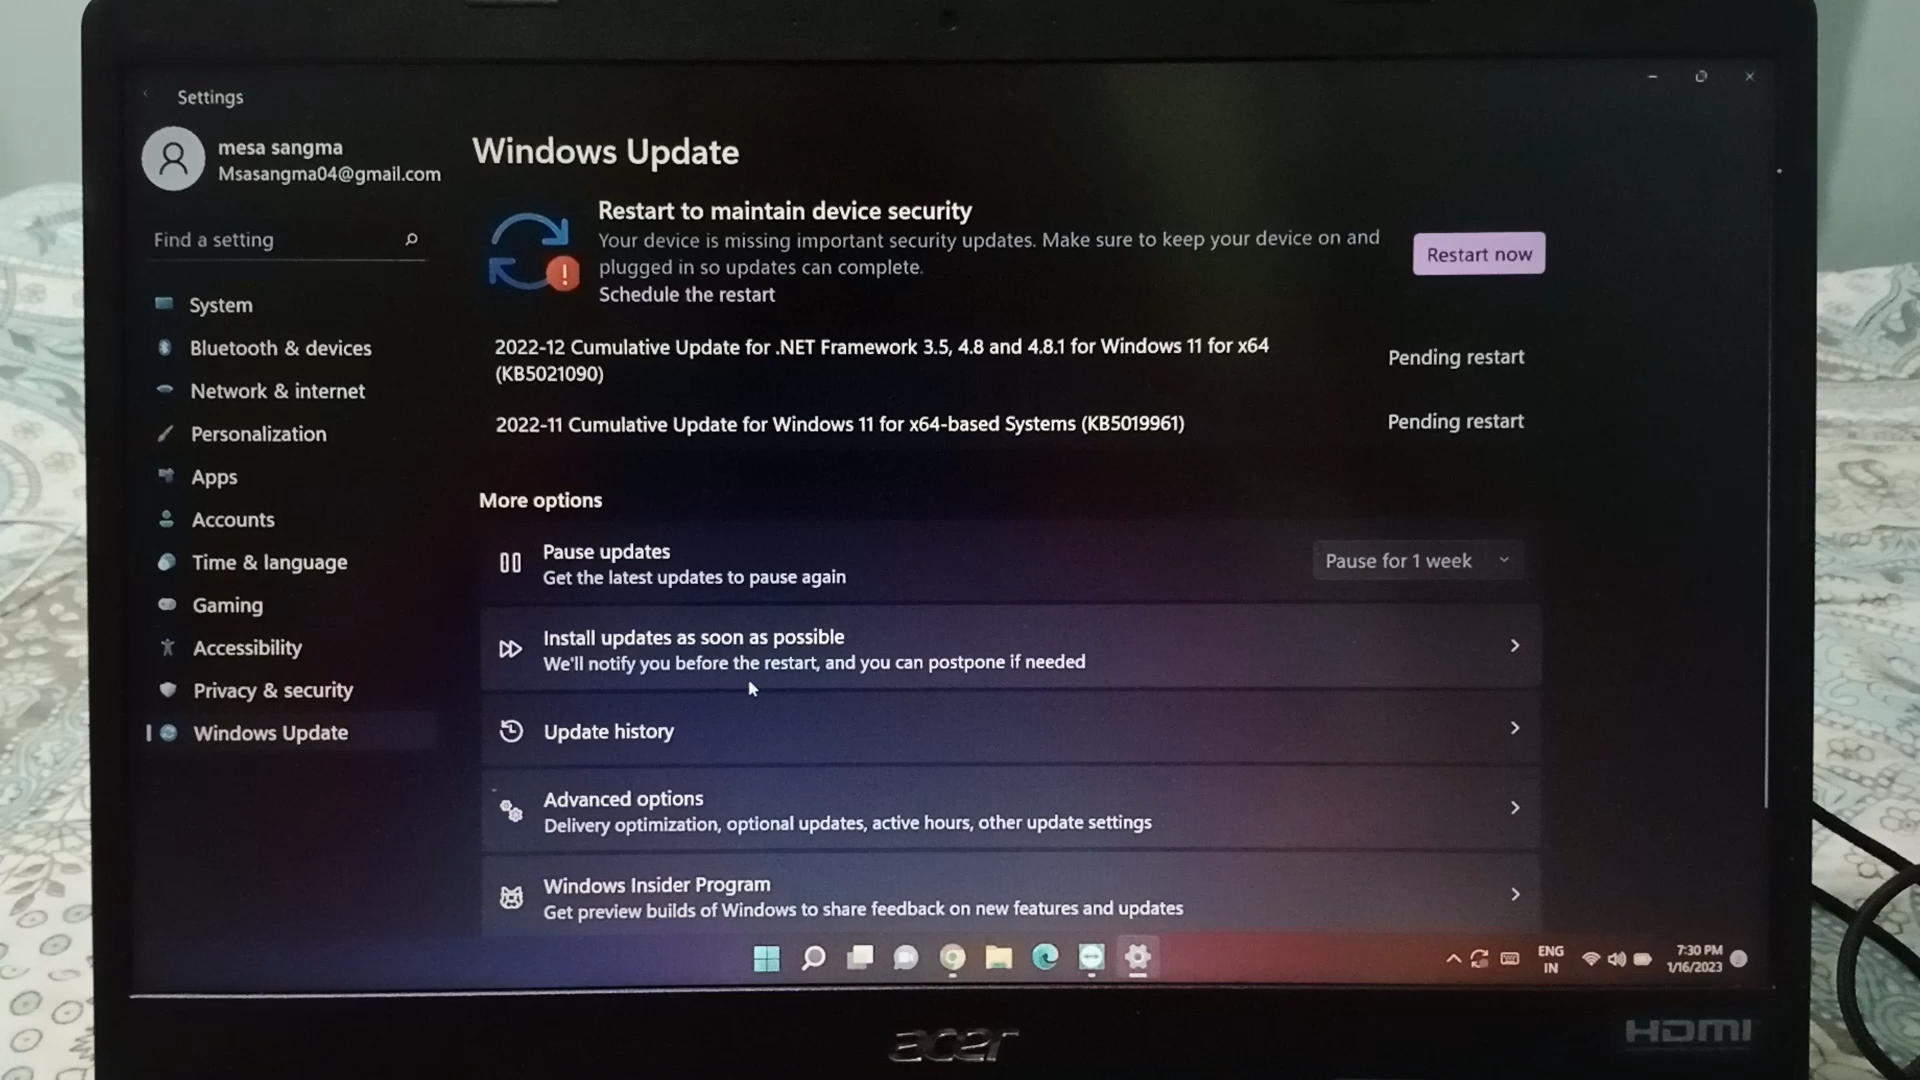 Settings
mesa sangma
Msasangma04@gmail.com
Find a setting
System
Bluetooth & devices
Network & internet
Personalization
Apps
Accounts
Time & language
Gaming
Accessibility
Privacy & security
Windows Update
Windows Update
Restart to maintain device security
Your device is missing important security updates. Make sure to keep your device on and
plugged in so updates can complete.
Schedule the restart
Restart now
2022-12 Cumulative Update for .NET Framework 3.5, 4.8 and 4.8.1 for Windows 11 for x64
(KB5021090)
Pending restart
2022-11 Cumulative Update for Windows 11 for x64-based Systems (KB5019961)
Pending restart
More options
Pause updates
Get the latest updates to pause again
Pause for 1 week
Install updates as soon as possible
We'll notify you before the restart, and you can postpone if needed
Update history
Advanced options
Delivery optimization, optional updates, active hours, other update settings
Windows Insider Program
Get preview builds of Windows to share feedback on new features and updates
ENG
IN
7:30 PM
1/16/2023
acer
HDMI